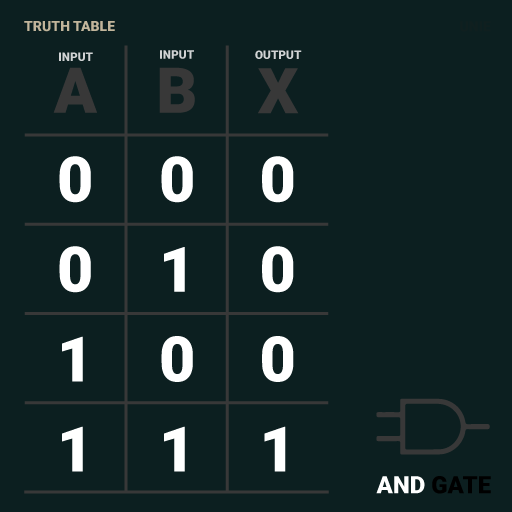 TRUTH TABLE
INPUT INPUT OUTPUT
A B X
0 0 0
0 1 0
1 0 0
1 1 1
AND GATE